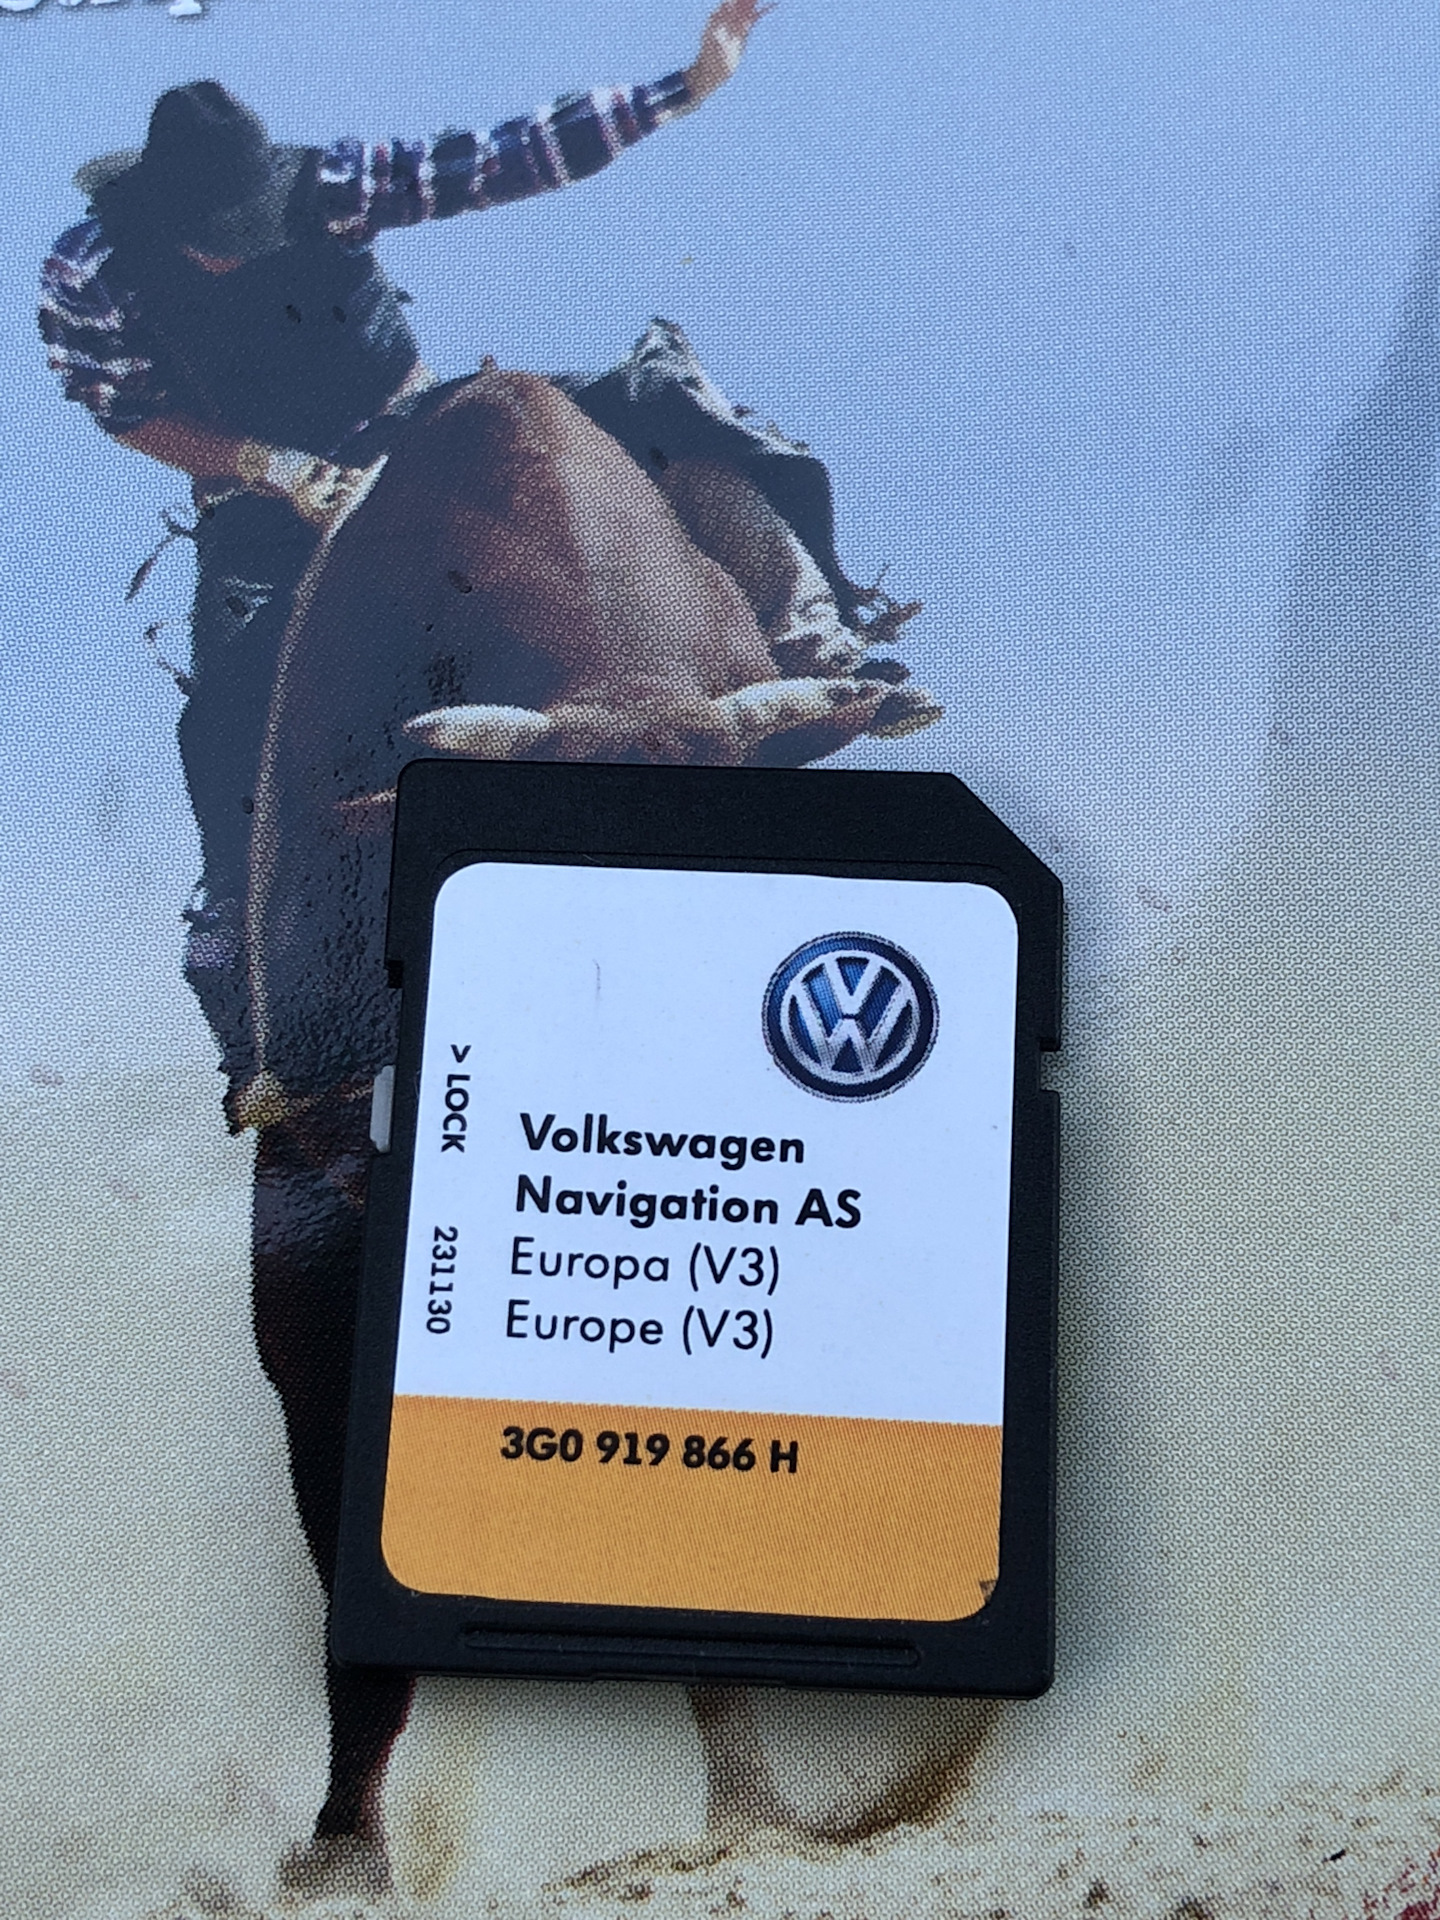 > LOCK
231130
Volkswagen
Navigation AS
Europa (V3)
Europe (V3)
3G0 919 866 H